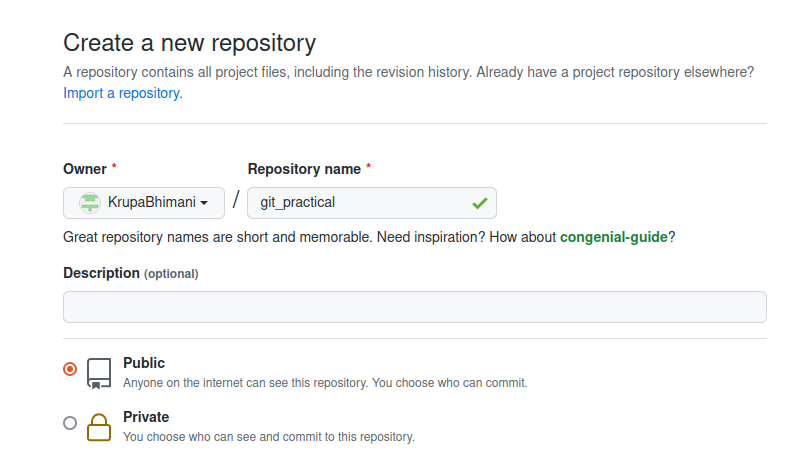 Create a new repository
A repository contains all project files, including the revision history. Already have a project repository elsewhere?
Import a repository.
Owner * Repository name *
KrupaBhimani / git_practical
Great repository names are short and memorable. Need inspiration? How about congenial-guide?
Description (optional)
Public
Anyone on the internet can see this repository. You choose who can commit.
Private
You choose who can see and commit to this repository.